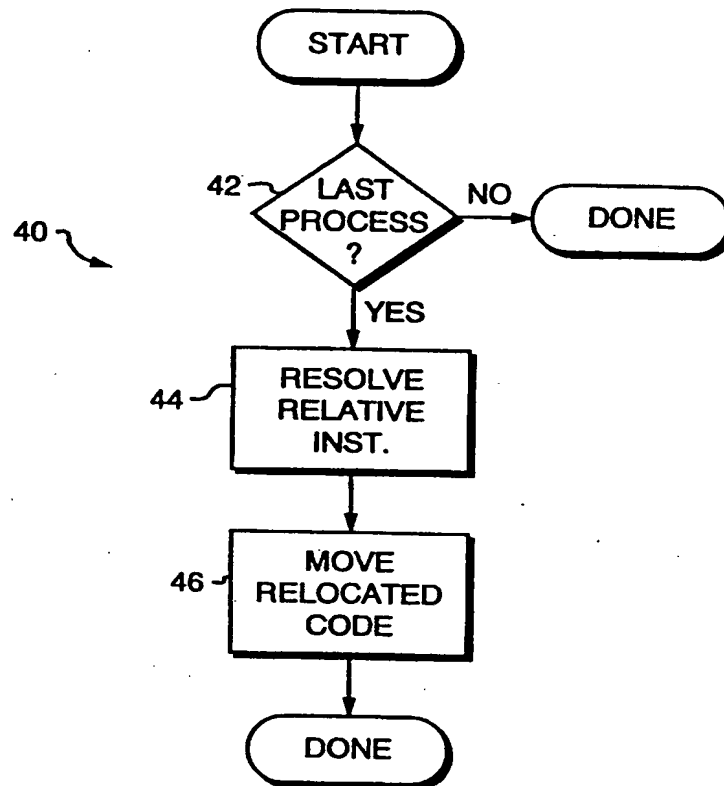 START
42
LAST
PROCESS
?
NO
DONE
40
YES
44
RESOLVE
RELATIVE
INST.
46
MOVE
RELOCATED
CODE
DONE